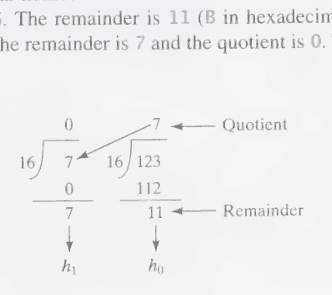 . The remainder is 11 (B in hexadecim
he remainder is 7 and the quotient is 0.
0 7 Quotient
16 7 16 123
0 112
7 11 Remainder
h1 h0